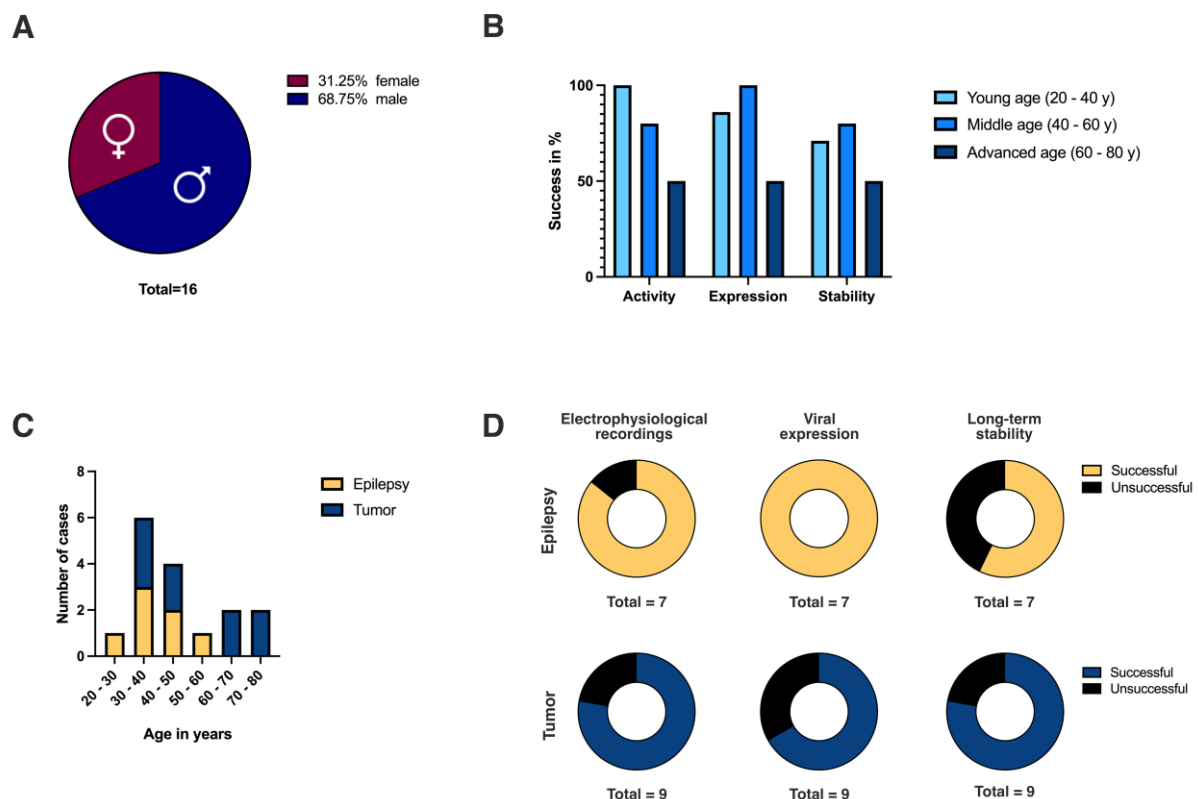 A
31.25% female
68.75% male
Total=16
B
Success in %
100
50
0
Activity
Expression
Stability
Young age (20 - 40 y)
Middle age (40 - 60 y)
Advanced age (60 - 80 y)
C
Number of cases
8
6
4
2
0
20 - 30
30 - 40
40 - 50
50 - 60
60 - 70
70 - 80
Age in years
Epilepsy
Tumor
D
Electrophysiological
recordings
Viral
expression
Long-term
stability
Epilepsy
Successful
Unsuccessful
Total = 7
Total = 7
Total = 7
Tumor
Successful
Unsuccessful
Total = 9
Total = 9
Total = 9